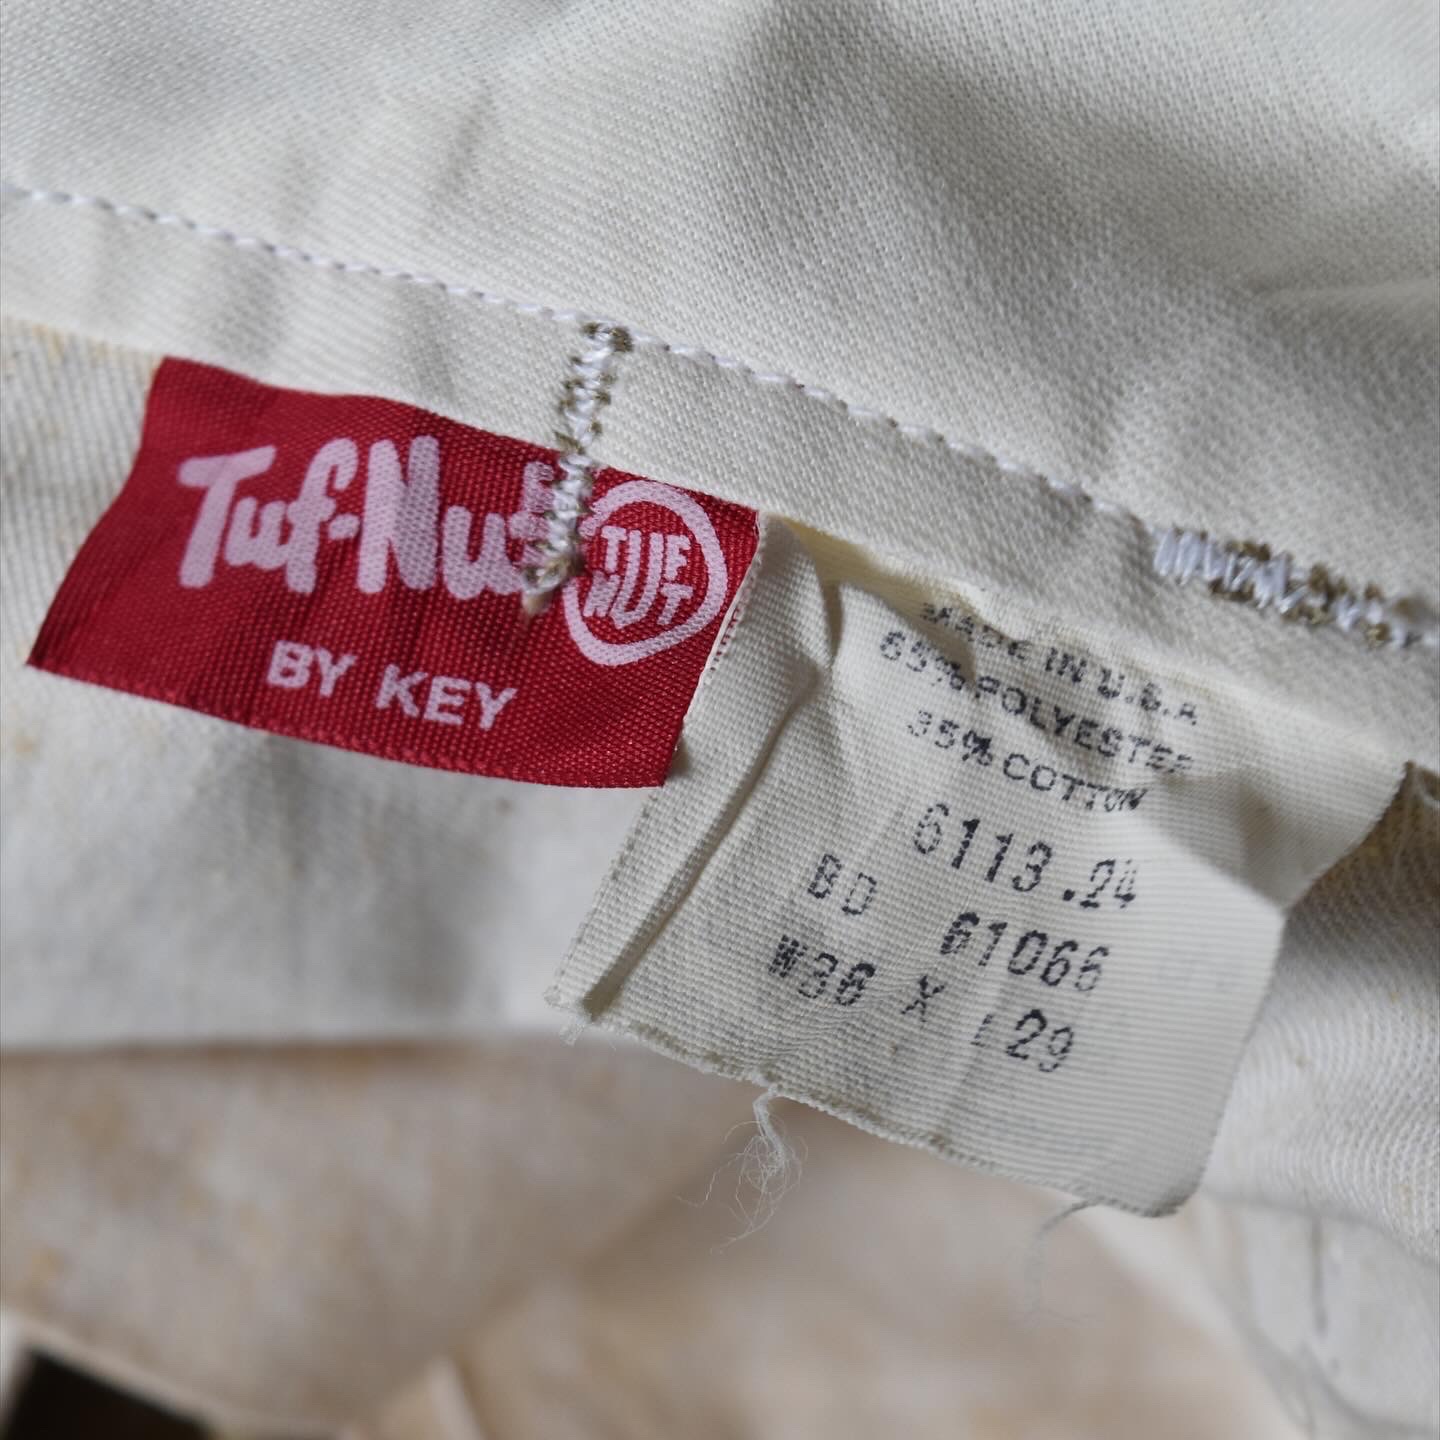 Tuf-Nut
TUF
NUT
BY KEY
MADE IN U.S.A
65% POLYESTER
35% COTTON
6113.24
BD 61066
W36 X L29